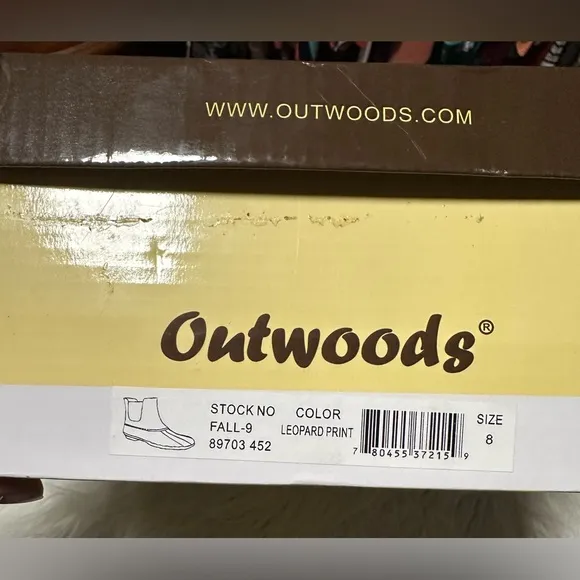 WWW.OUTWOODS.COM
Outwoods®
STOCK NO COLOR SIZE
FALL-9 LEOPARD PRINT 8
89703 452
7 80455 37215 9